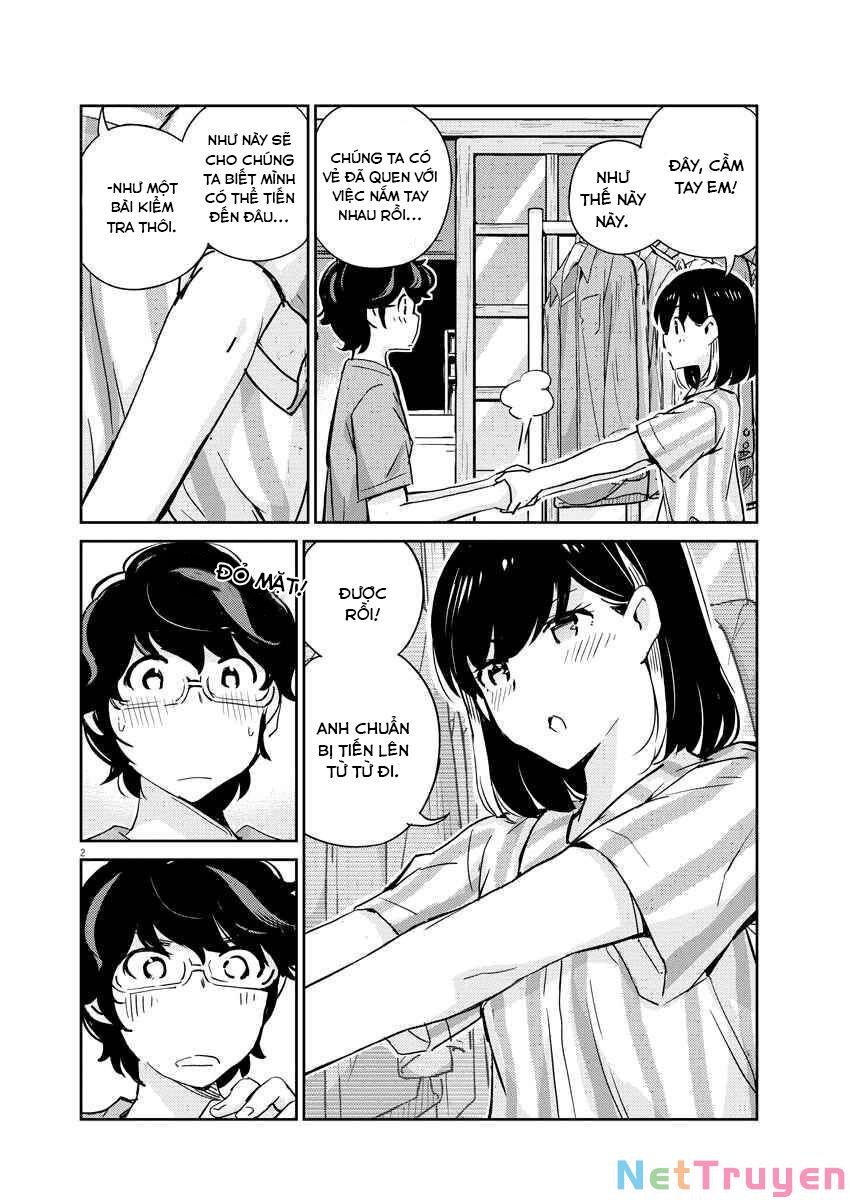 ĐÂY, CẦM
TAY EM!
NHƯ
THẾ NÀY
NÀY.
CHÚNG TA CÓ
VẺ ĐÃ QUEN VỚI
VIỆC NẮM TAY
NHAU RỒI...
NHƯ NÀY SẼ
CHO CHÚNG
TA BIẾT MÌNH
CÓ THỂ TIẾN
ĐẾN ĐÂU...
-NHƯ MỘT
BÀI KIỂM
TRA THÔI.
ĐƯỢC
RỒI!
ANH CHUẨN
BỊ TIẾN LÊN
TỪ TỪ ĐI.
ĐỎ MẶT!
2
NetTruyen